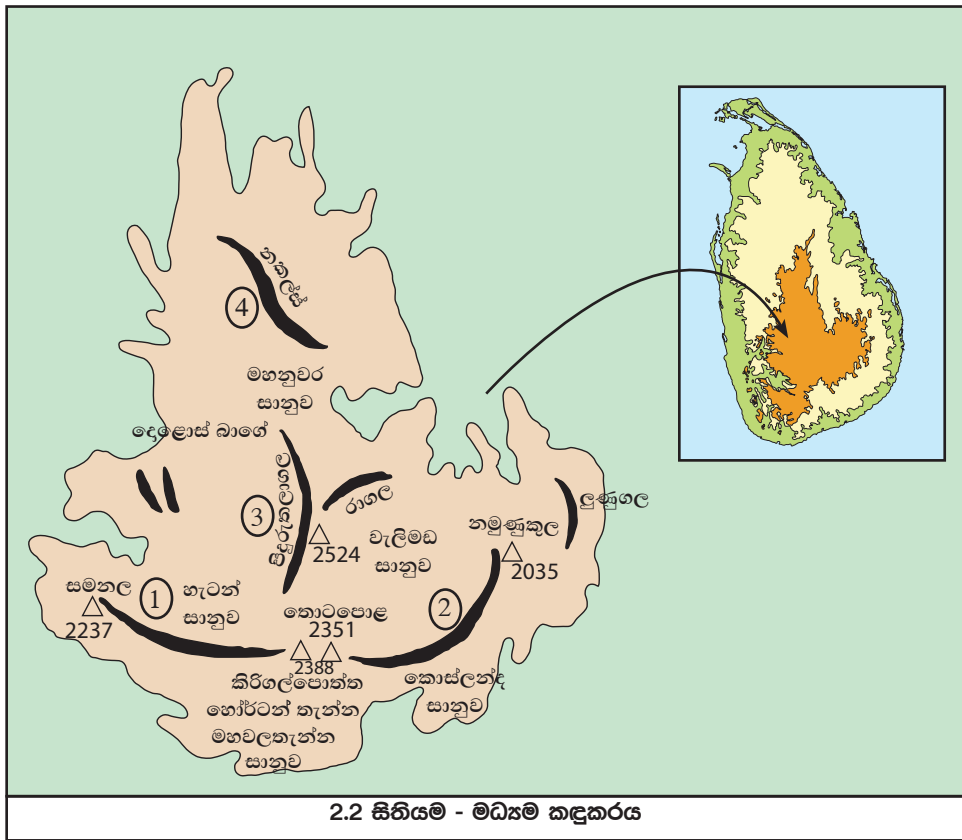 නකල්ස්
4
මහනුවර
සානුව
දොළොස් බාගේ
3
පිදුරුතලාගල
රාගල
2524
වැලිමඩ
සානුව
නමුණුකුල
2035
ලුණුගල
සමනල
2237
1
හැටන්
සානුව
තොටපොළ
2351
2388
2
කිරිගල්පොත්ත
හෝර්ටන් තැන්න
මහවලතැන්න
සානුව
කොස්ලන්ද
සානුව
2.2 සිතියම - මධ්‍යම කඳුකරය